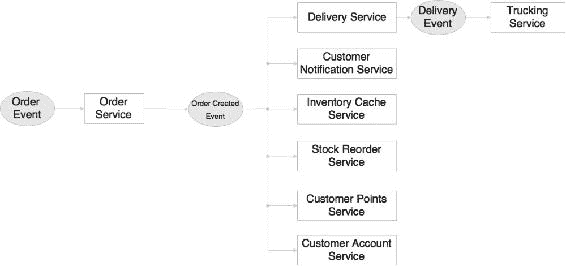 Order
Event
Order
Service
Order Created
Event
Delivery Service
Delivery
Event
Trucking
Service
Customer
Notification Service
Inventory Cache
Service
Stock Reorder
Service
Customer Points
Service
Customer Account
Service